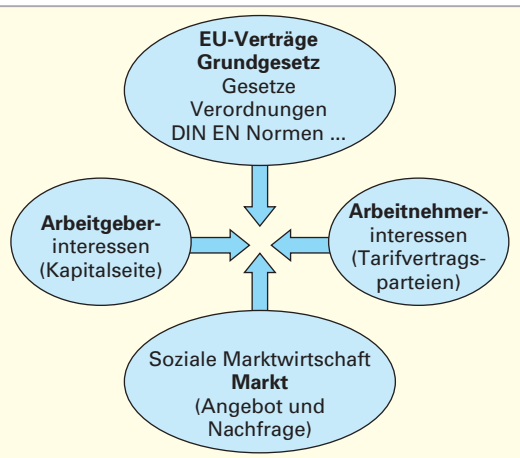 EU-Verträge
Grundgesetz
Gesetze
Verordnungen
DIN EN Normen ...
Arbeitgeber-
interessen
(Kapitalseite)
Arbeitnehmer-
interessen
(Tarifvertrags-
parteien)
Soziale Marktwirtschaft
Markt
(Angebot und
Nachfrage)